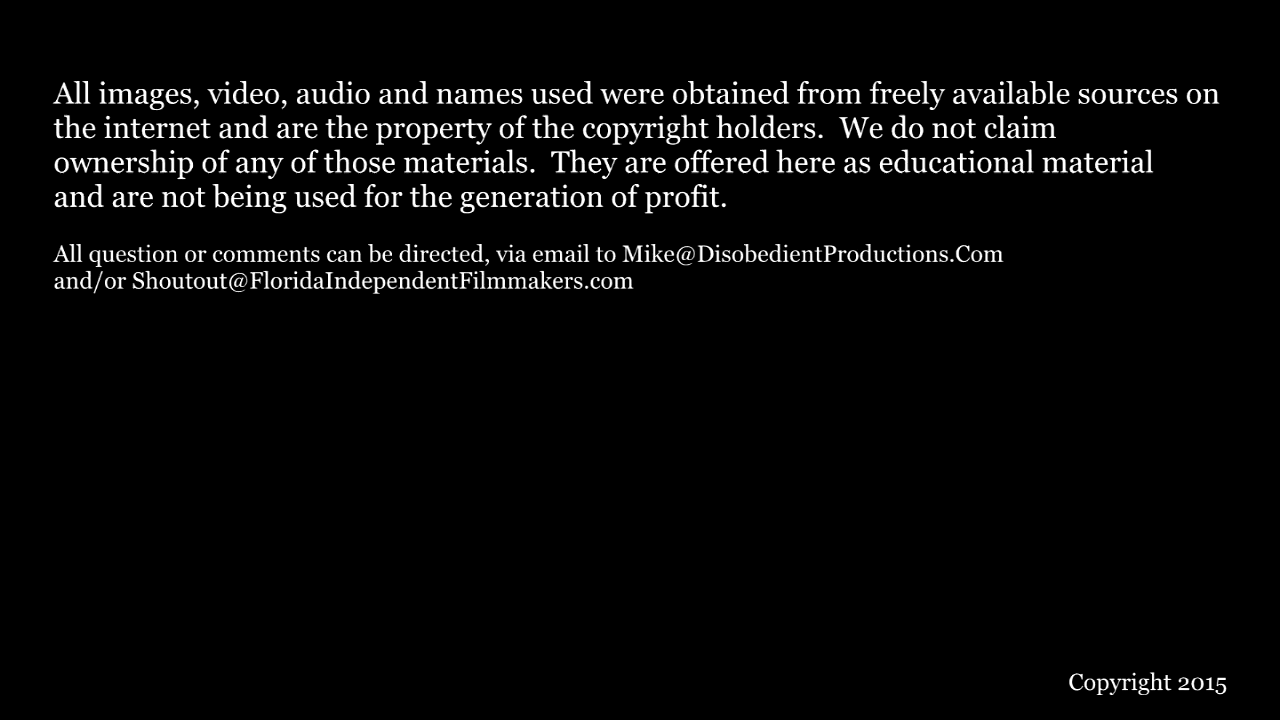 All images, video, audio and names used were obtained from freely available sources on
the internet and are the property of the copyright holders.  We do not claim
ownership of any of those materials.  They are offered here as educational material
and are not being used for the generation of profit.
All question or comments can be directed, via email to Mike@DisobedientProductions.Com
and/or Shoutout@FloridaIndependentFilmmakers.com
Copyright 2015